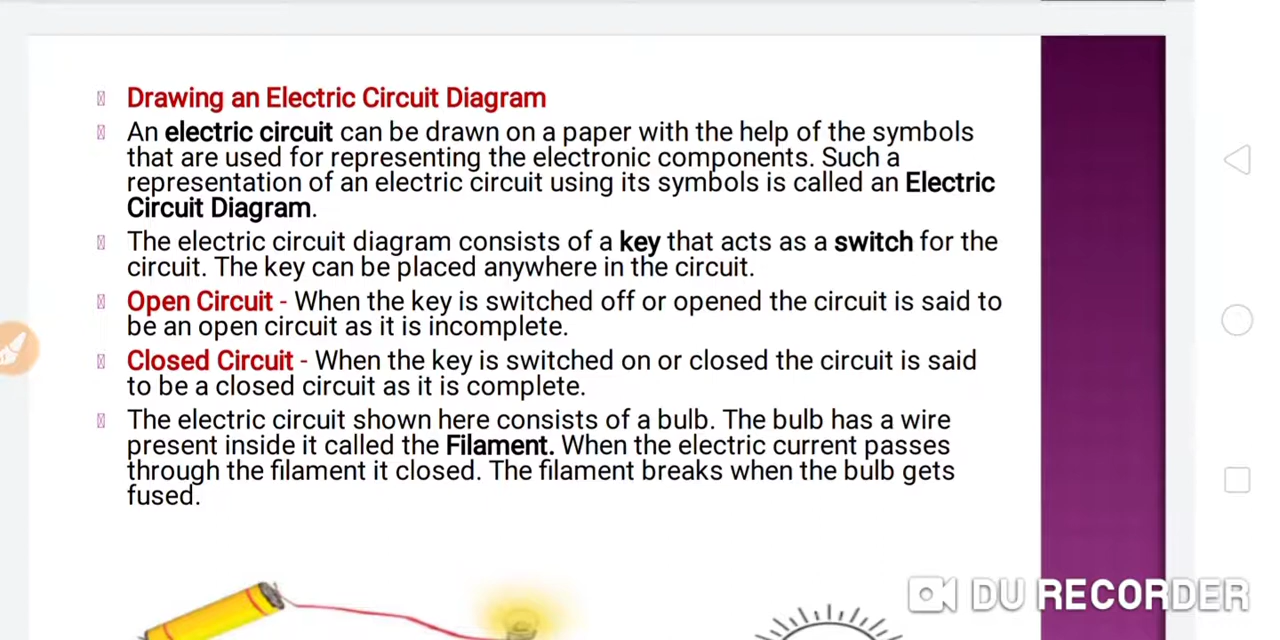 Drawing an Electric Circuit Diagram
An electric circuit can be drawn on a paper with the help of the symbols
that are used for representing the electronic components. Such a
representation of an electric circuit using its symbols is called an Electric
Circuit Diagram.
The electric circuit diagram consists of a key that acts as a switch for the
circuit. The key can be placed anywhere in the circuit.
Open Circuit - When the key is switched off or opened the circuit is said to
be an open circuit as it is incomplete.
Closed Circuit - When the key is switched on or closed the circuit is said
to be a closed circuit as it is complete.
The electric circuit shown here consists of a bulb. The bulb has a wire
present inside it called the Filament. When the electric current passes
through the filament it closed. The filament breaks when the bulb gets
fused.
DU RECORDER